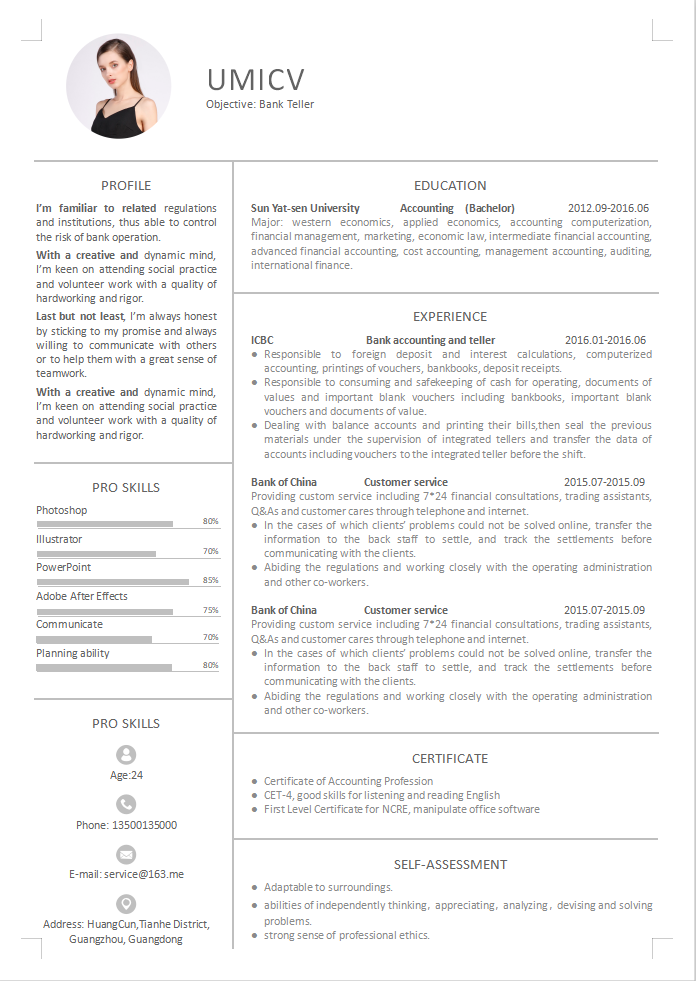 UMICV
Objective: Bank Teller
PROFILE
I'm familiar to related regulations
and institutions, thus able to control
the risk of bank operation.
With a creative and dynamic mind,
I'm keen on attending social practice
and volunteer work with a quality of
hardworking and rigor.
Last but not least, I'm always honest
by sticking to my promise and always
willing to communicate with others
or to help them with a great sense of
teamwork.
With a creative and dynamic mind,
I'm keen on attending social practice
and volunteer work with a quality of
hardworking and rigor.
PRO SKILLS
Photoshop
80%
Illustrator
70%
PowerPoint
85%
Adobe After Effects
75%
Communicate
70%
Planning ability
80%
PRO SKILLS
Age:24
Phone: 13500135000
E-mail: service@163.me
Address: HuangCun,Tianhe District,
Guangzhou, Guangdong
EDUCATION
Sun Yat-sen University Accounting (Bachelor) 2012.09-2016.06
Major: western economics, applied economics, accounting computerization,
financial management, marketing, economic law, intermediate financial accounting,
advanced financial accounting, cost accounting, management accounting, auditing,
international finance.
EXPERIENCE
ICBC Bank accounting and teller 2016.01-2016.06
● Responsible to foreign deposit and interest calculations, computerized
accounting, printings of vouchers, bankbooks, deposit receipts.
● Responsible to consuming and safekeeping of cash for operating, documents of
values and important blank vouchers including bankbooks, important blank
vouchers and documents of value.
● Dealing with balance accounts and printing their bills,then seal the previous
materials under the supervision of integrated tellers and transfer the data of
accounts including vouchers to the integrated teller before the shift.
Bank of China Customer service 2015.07-2015.09
Providing custom service including 7*24 financial consultations, trading assistants,
Q&As and customer cares through telephone and internet.
● In the cases of which clients' problems could not be solved online, transfer the
information to the back staff to settle, and track the settlements before
communicating with the clients.
● Abiding the regulations and working closely with the operating administration
and other co-workers.
Bank of China Customer service 2015.07-2015.09
Providing custom service including 7*24 financial consultations, trading assistants,
Q&As and customer cares through telephone and internet.
● In the cases of which clients' problems could not be solved online, transfer the
information to the back staff to settle, and track the settlements before
communicating with the clients.
● Abiding the regulations and working closely with the operating administration
and other co-workers.
CERTIFICATE
● Certificate of Accounting Profession
● CET-4, good skills for listening and reading English
● First Level Certificate for NCRE, manipulate office software
SELF-ASSESSMENT
● Adaptable to surroundings.
● abilities of independently thinking, appreciating, analyzing, devising and solving
problems.
● strong sense of professional ethics.